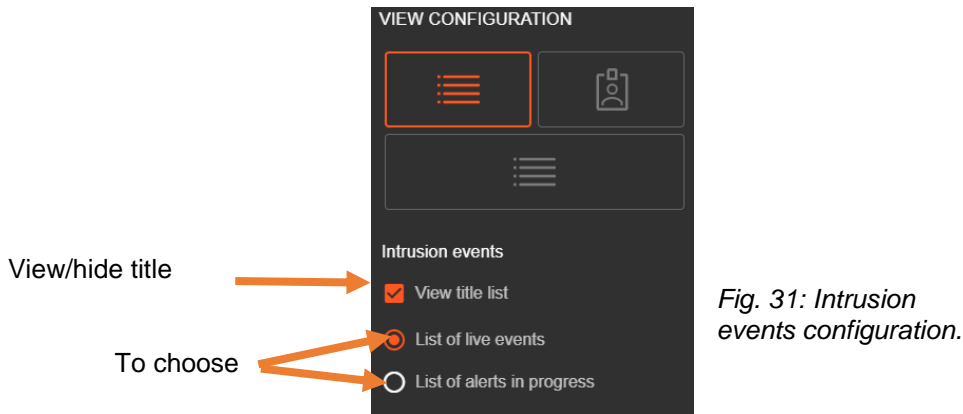 VIEW CONFIGURATION
Intrusion events
View/hide title
View title list
Fig. 31: Intrusion
events configuration.
List of live events
To choose
List of alerts in progress